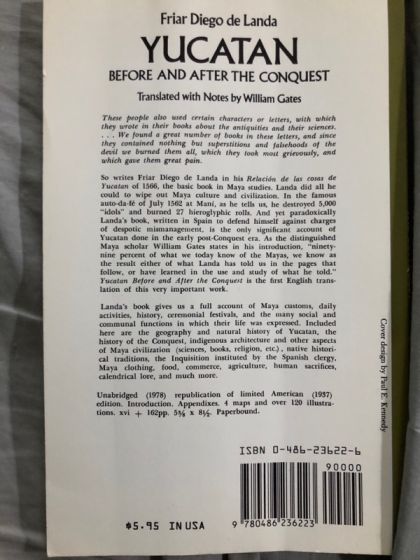 Friar Diego de Landa
YUCATAN
BEFORE AND AFTER THE CONQUEST
Translated with Notes by William Gates
These people also used certain characters or letters, with which
they wrote in their books about the antiquities and their sciences.
. . . We found a great number of books in these letters, and since
they contained nothing but superstitions and falsehoods of the
devil we burned them all, which they took most grievously, and
which gave them great pain.
So writes Friar Diego de Landa in his Relación de las cosas de
Yucatan of 1566, the basic book in Maya studies. Landa did all he
could to wipe out Maya culture and civilization. In the famous
auto-da-fé of July 1562 at Maní, as he tells us, he destroyed 5,000
"idols" and burned 27 hieroglyphic rolls. And yet paradoxically
Landa's book, written in Spain to defend himself against charges
of despotic mismanagement, is the only significant account of
Yucatan done in the early post-Conquest era. As the distinguished
Maya scholar William Gates states in his introduction, "ninety-
nine percent of what we today know of the Mayas, we know as
the result either of what Landa has told us in the pages that
follow, or have learned in the use and study of what he told."
Yucatan Before and After the Conquest is the first English trans-
lation of this very important work.
Landa's book gives us a full account of Maya customs, daily
activities, history, ceremonial festivals, and the many social and
communal functions in which their life was expressed. Included
here are the geography and natural history of Yucatan, the
history of the Conquest, indigenous architecture and other aspects
of Maya civilization (sciences, books, religion, etc.), native histori-
cal traditions, the Inquisition instituted by the Spanish clergy,
Maya clothing, food, commerce, agriculture, human sacrifices,
calendrical lore, and much more.
Unabridged (1978) republication of limited American (1937)
edition. Introduction. Appendixes. 4 maps and over 120 illustra-
tions. xvi + 162pp. 5⅜ x 8½. Paperbound.
Cover design by Paul E. Kennedy
ISBN 0-486-23622-6
90000
9 780486 236223
$5.95 IN USA